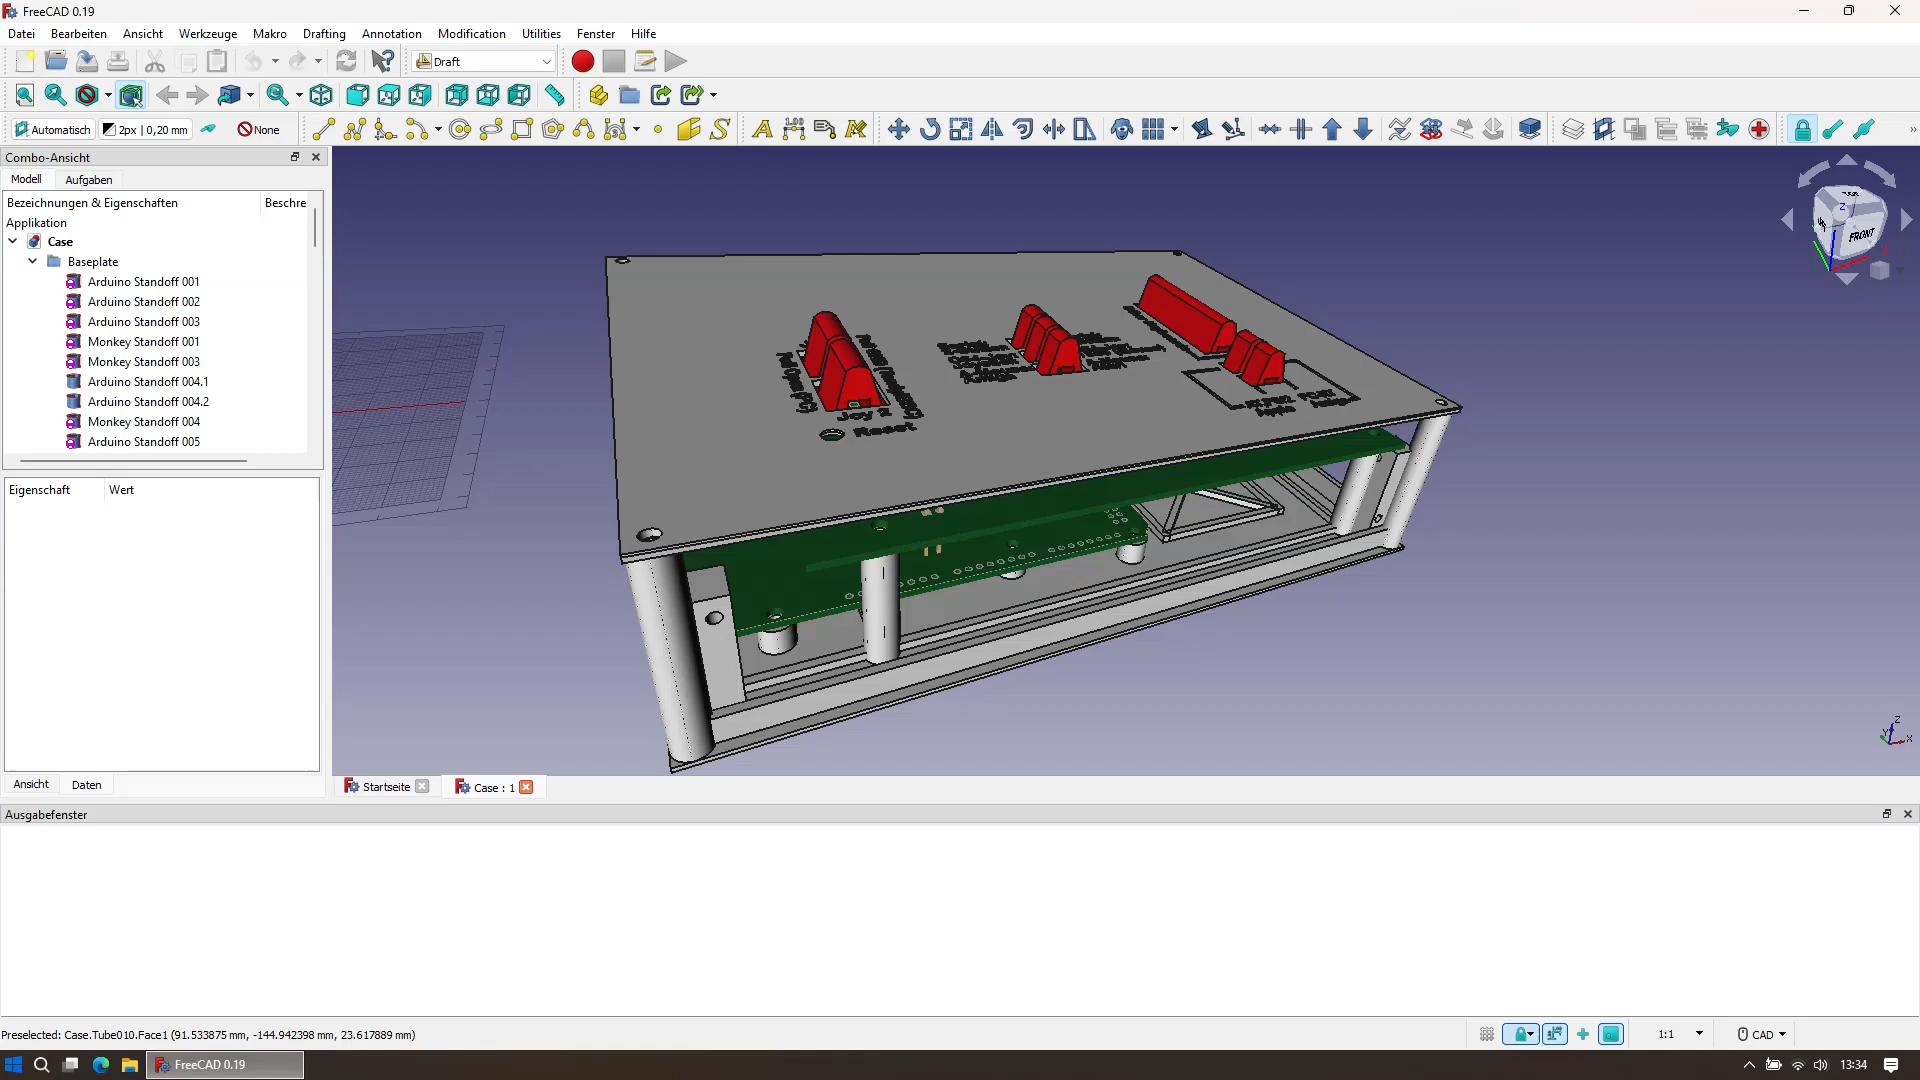 FreeCAD 0.19
Datei Bearbeiten Ansicht Werkzeuge Makro Drafting Annotation Modification Utilities Fenster Hilfe
Draft
Automatisch 2px | 0,20 mm None
Combo-Ansicht
Modell Aufgaben
Bezeichnungen & Eigenschaften Beschre
Applikation
Case
Baseplate
Arduino Standoff 001
Arduino Standoff 002
Arduino Standoff 003
Monkey Standoff 001
Monkey Standoff 003
Arduino Standoff 004.1
Arduino Standoff 004.2
Monkey Standoff 004
Arduino Standoff 005
Eigenschaft Wert
Ansicht Daten
TOP
Z
FRONT
Joy 2
Reset
Z
Y
X
Startseite Case : 1
Ausgabefenster
Preselected: Case.Tube010.Face1 (91.533875 mm, -144.942398 mm, 23.617889 mm)
1:1 CAD
FreeCAD 0.19 13:34